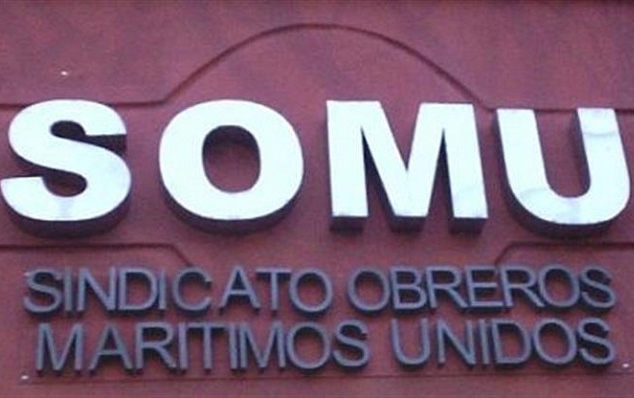 SOMU
SINDICATO OBREROS
MARITIMOS UNIDOS